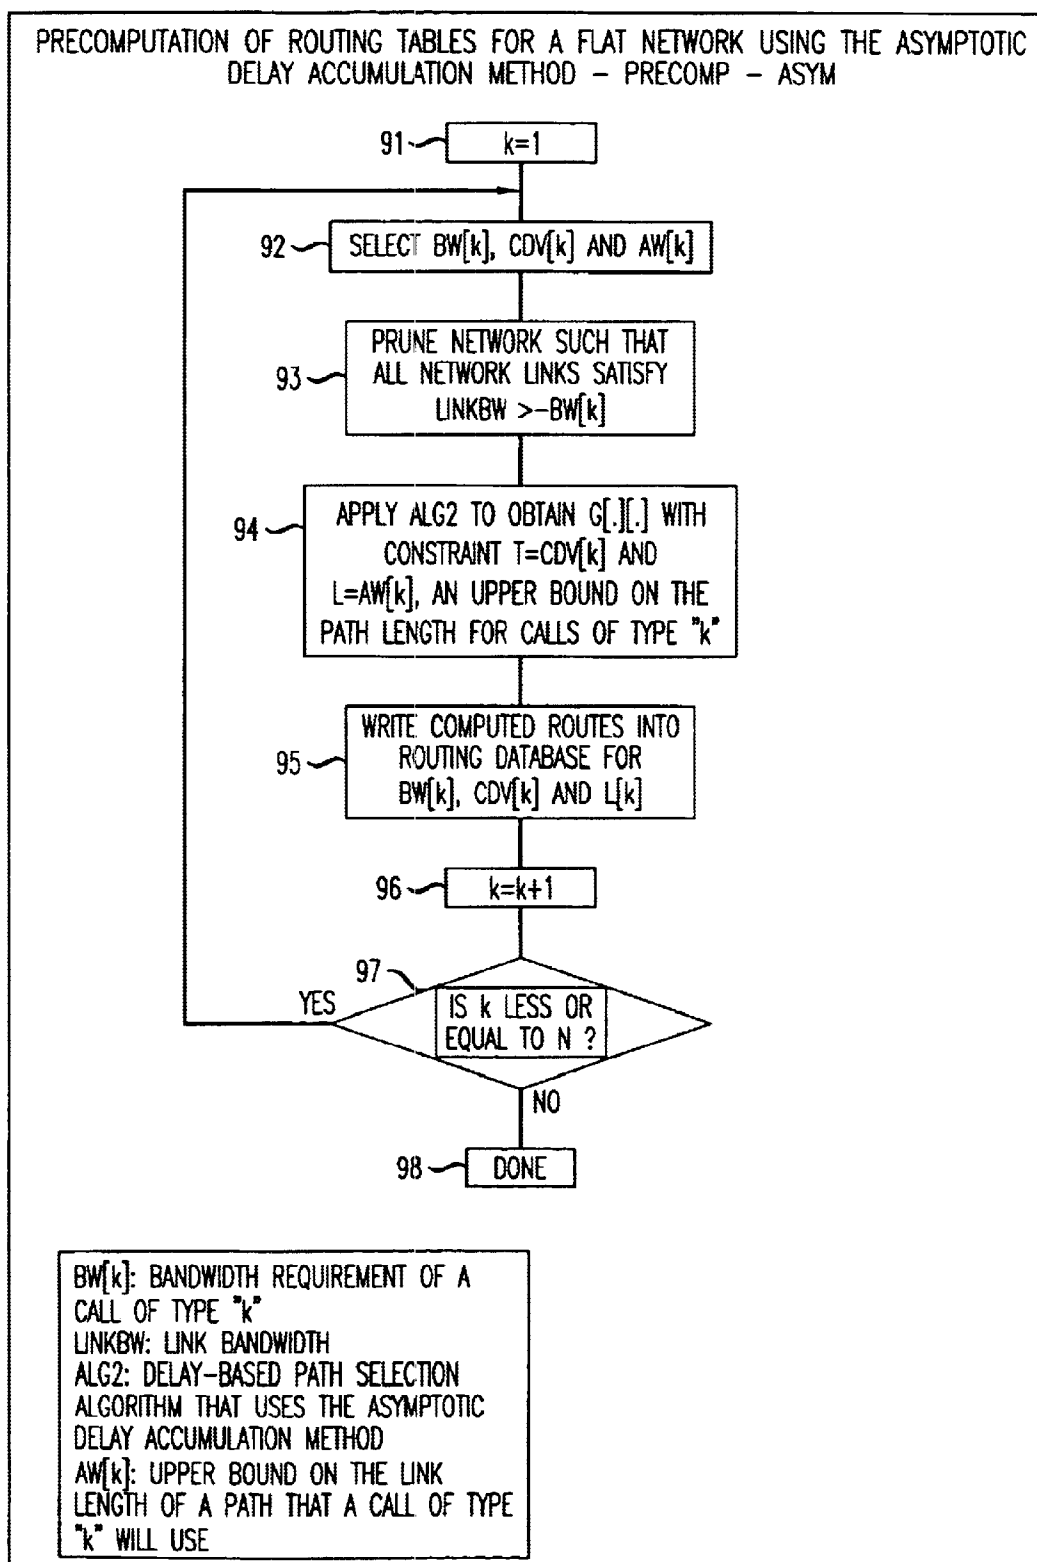 PRECOMPUTATION OF ROUTING TABLES FOR A FLAT NETWORK USING THE ASYMPTOTIC
DELAY ACCUMULATION METHOD - PRECOMP - ASYM
91
k=1
92
SELECT BW[k], CDV[k] AND AW[k]
93
PRUNE NETWORK SUCH THAT
ALL NETWORK LINKS SATISFY
LINKBW >-BW[k]
94
APPLY ALG2 TO OBTAIN G[.][.] WITH
CONSTRAINT T=CDV[k] AND
L=AW[k], AN UPPER BOUND ON THE
PATH LENGTH FOR CALLS OF TYPE "k"
95
WRITE COMPUTED ROUTES INTO
ROUTING DATABASE FOR
BW[k], CDV[k] AND L[k]
96
k=k+1
97
YES
IS k LESS OR
EQUAL TO N ?
NO
98
DONE
BW[k]: BANDWIDTH REQUIREMENT OF A
CALL OF TYPE "k"
LINKBW: LINK BANDWIDTH
ALG2: DELAY-BASED PATH SELECTION
ALGORITHM THAT USES THE ASYMPTOTIC
DELAY ACCUMULATION METHOD
AW[k]: UPPER BOUND ON THE LINK
LENGTH OF A PATH THAT A CALL OF TYPE
"k" WILL USE